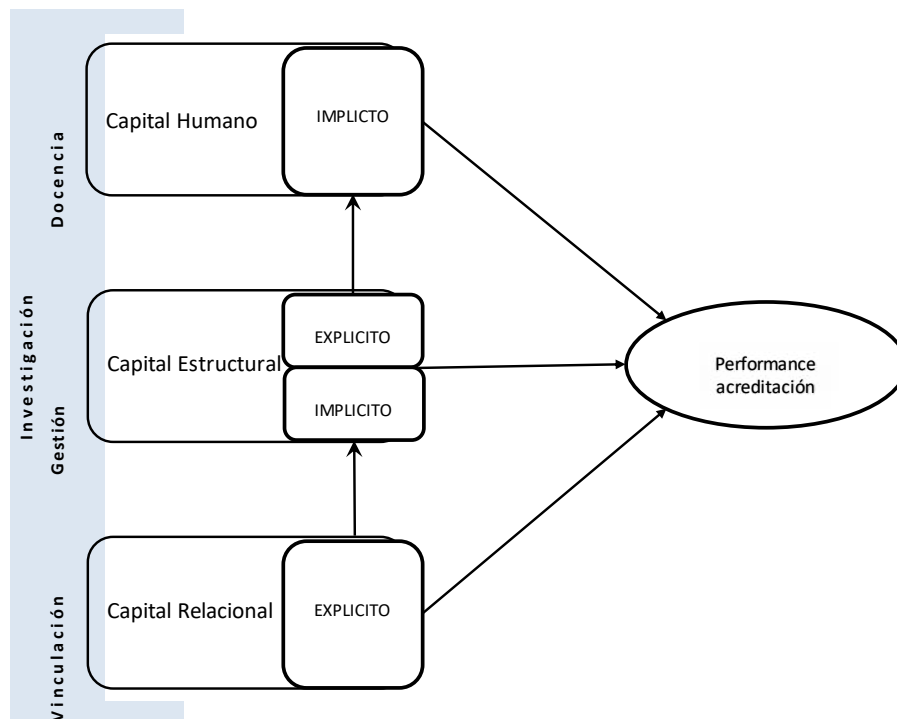 Docencia
Capital Humano
IMPLICTO
Investigación
Gestión
Capital Estructural
EXPLICITO
IMPLICITO
Performance
acreditación
Vinculación
Capital Relacional
EXPLICITO